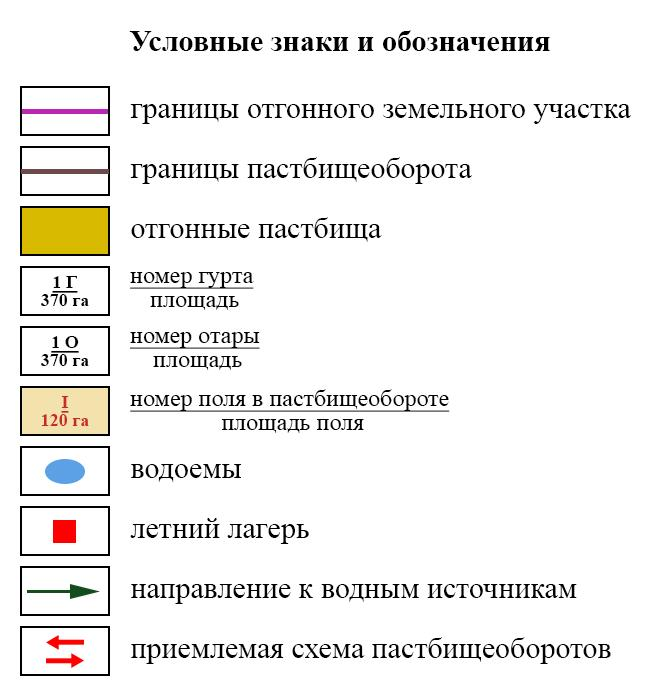 Условные знаки и обозначения
границы отгонного земельного участка
границы пастбищеоборота
отгонные пастбища
1 Г
370 га
номер гурта
площадь
1 О
370 га
номер отары
площадь
I
120 га
номер поля в пастбищеобороте
площадь поля
водоемы
летний лагерь
направление к водным источникам
приемлемая схема пастбищеоборотов